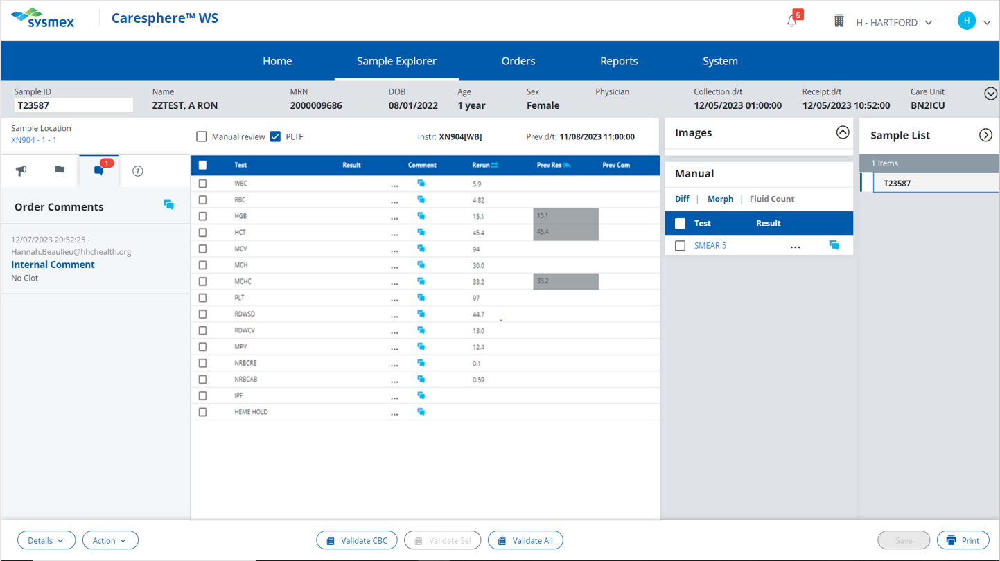 sysmex
Caresphere™ WS
6
H - HARTFORD
H
Home Sample Explorer Orders Reports System
Sample ID Name MRN DOB Age Sex Physician Collection d/t Receipt d/t Care Unit
T23587 ZZTEST, A RON 2000009686 08/01/2022 1 year Female 12/05/2023 01:00:00 12/05/2023 10:52:00 BN2ICU
Sample Location
XN904 - 1 - 1
Manual review PLTF Instr: XN904[WB] Prev d/t: 11/08/2023 11:00:00
1
?
Order Comments
12/07/2023 20:52:25 -
Hannah.Beaulieu@hhchealth.org
Internal Comment
No Clot
Test Result Comment Rerun Prev Res Prev Com
WBC ... 5.9
RBC ... 4.82
HGB ... 15.1 15.1
HCT ... 45.4 45.4
MCV ... 94
MCH ... 30.0
MCHC ... 33.2 33.2
PLT ... 97
RDWSD ... 44.7
RDWCV ... 13.0
MPV ... 12.4
NRBCRE ... 0.1
NRBCAB ... 0.59
IPF ...
HEME HOLD ...
Images
Manual
Diff | Morph | Fluid Count
Test Result
SMEAR 5 ...
Sample List
1 Items
T23587
Details Action Validate CBC Validate Sel Validate All Save Print